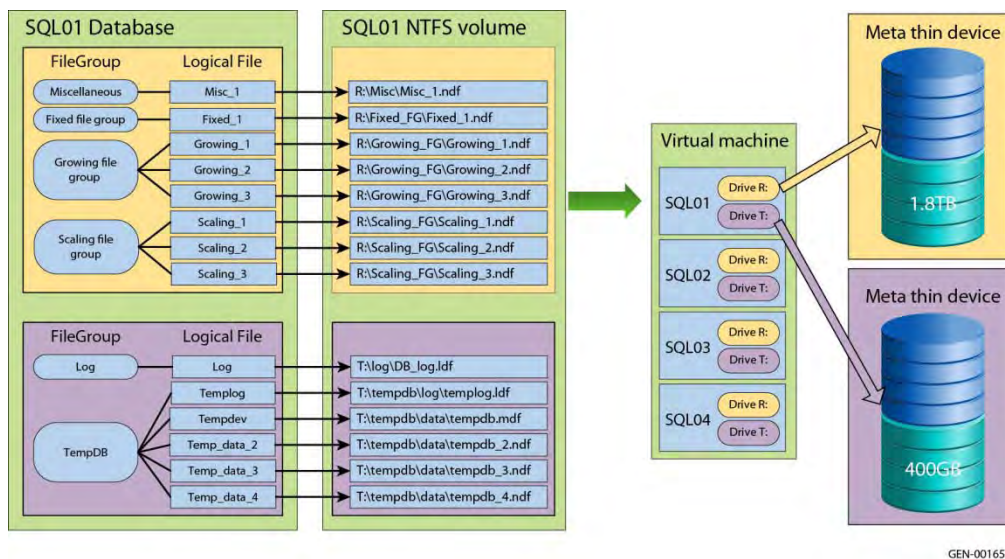 SQL01 Database
FileGroup
Logical File
Miscellaneous
Misc_1
Fixed file group
Fixed_1
Growing file
group
Growing_1
Growing_2
Growing_3
Scaling file
group
Scaling_1
Scaling_2
Scaling_3
FileGroup
Logical File
Log
Log
TempDB
Templog
Tempdev
Temp_data_2
Temp_data_3
Temp_data_4
SQL01 NTFS volume
R:\Misc\Misc_1.ndf
R:\Fixed_FG\Fixed_1.ndf
R:\Growing_FG\Growing_1.ndf
R:\Growing_FG\Growing_2.ndf
R:\Growing_FG\Growing_3.ndf
R:\Scaling_FG\Scaling_1.ndf
R:\Scaling_FG\Scaling_2.ndf
R:\Scaling_FG\Scaling_3.ndf
T:\log\DB_log.ldf
T:\tempdb\log\templog.ldf
T:\tempdb\data\tempdb.mdf
T:\tempdb\data\tempdb_2.ndf
T:\tempdb\data\tempdb_3.ndf
T:\tempdb\data\tempdb_4.ndf
Virtual machine
SQL01
Drive R:
Drive T:
SQL02
Drive R:
Drive T:
SQL03
Drive R:
Drive T:
SQL04
Drive R:
Drive T:
Meta thin device
1.8TB
Meta thin device
400GB
GEN-00165